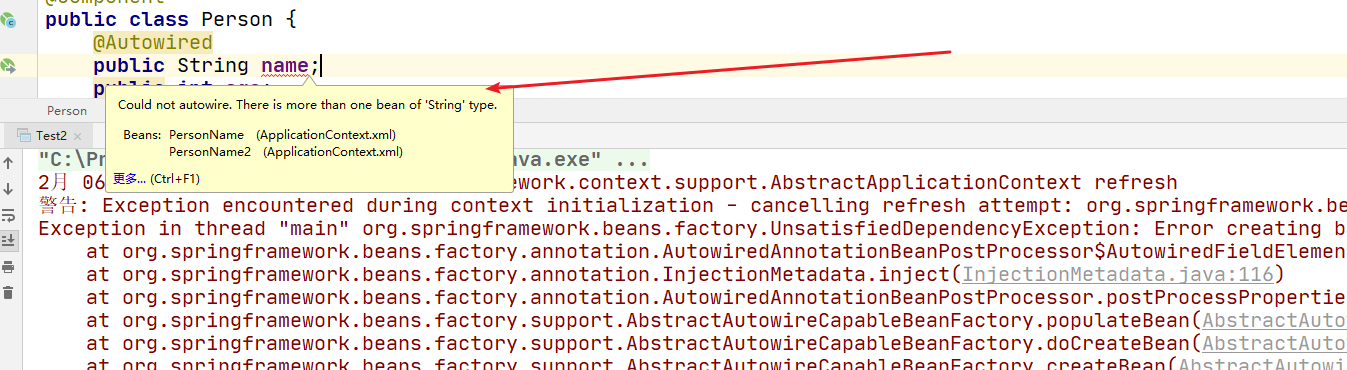 @Component
public class Person {
@Autowired
public String name;
public int age;
Could not autowire. There is more than one bean of 'String' type.
Beans: PersonName (ApplicationContext.xml)
PersonName2 (ApplicationContext.xml)
更多... (Ctrl+F1)
Person
Test2
"C:\Pr ava.exe" ...
2月 06 ework.context.support.AbstractApplicationContext refresh
警告: Exception encountered during context initialization - cancelling refresh attempt: org.springframework.be
Exception in thread "main" org.springframework.beans.factory.UnsatisfiedDependencyException: Error creating b
at org.springframework.beans.factory.annotation.AutowiredAnnotationBeanPostProcessor$AutowiredFieldElemen
at org.springframework.beans.factory.annotation.InjectionMetadata.inject(InjectionMetadata.java:116)
at org.springframework.beans.factory.annotation.AutowiredAnnotationBeanPostProcessor.postProcessPropertie
at org.springframework.beans.factory.support.AbstractAutowireCapableBeanFactory.populateBean(AbstractAuto
at org.springframework.beans.factory.support.AbstractAutowireCapableBeanFactory.doCreateBean(AbstractAuto
at org.springframework.beans.factory.support.AbstractAutowireCapableBeanFactory.createBean(AbstractAutowi